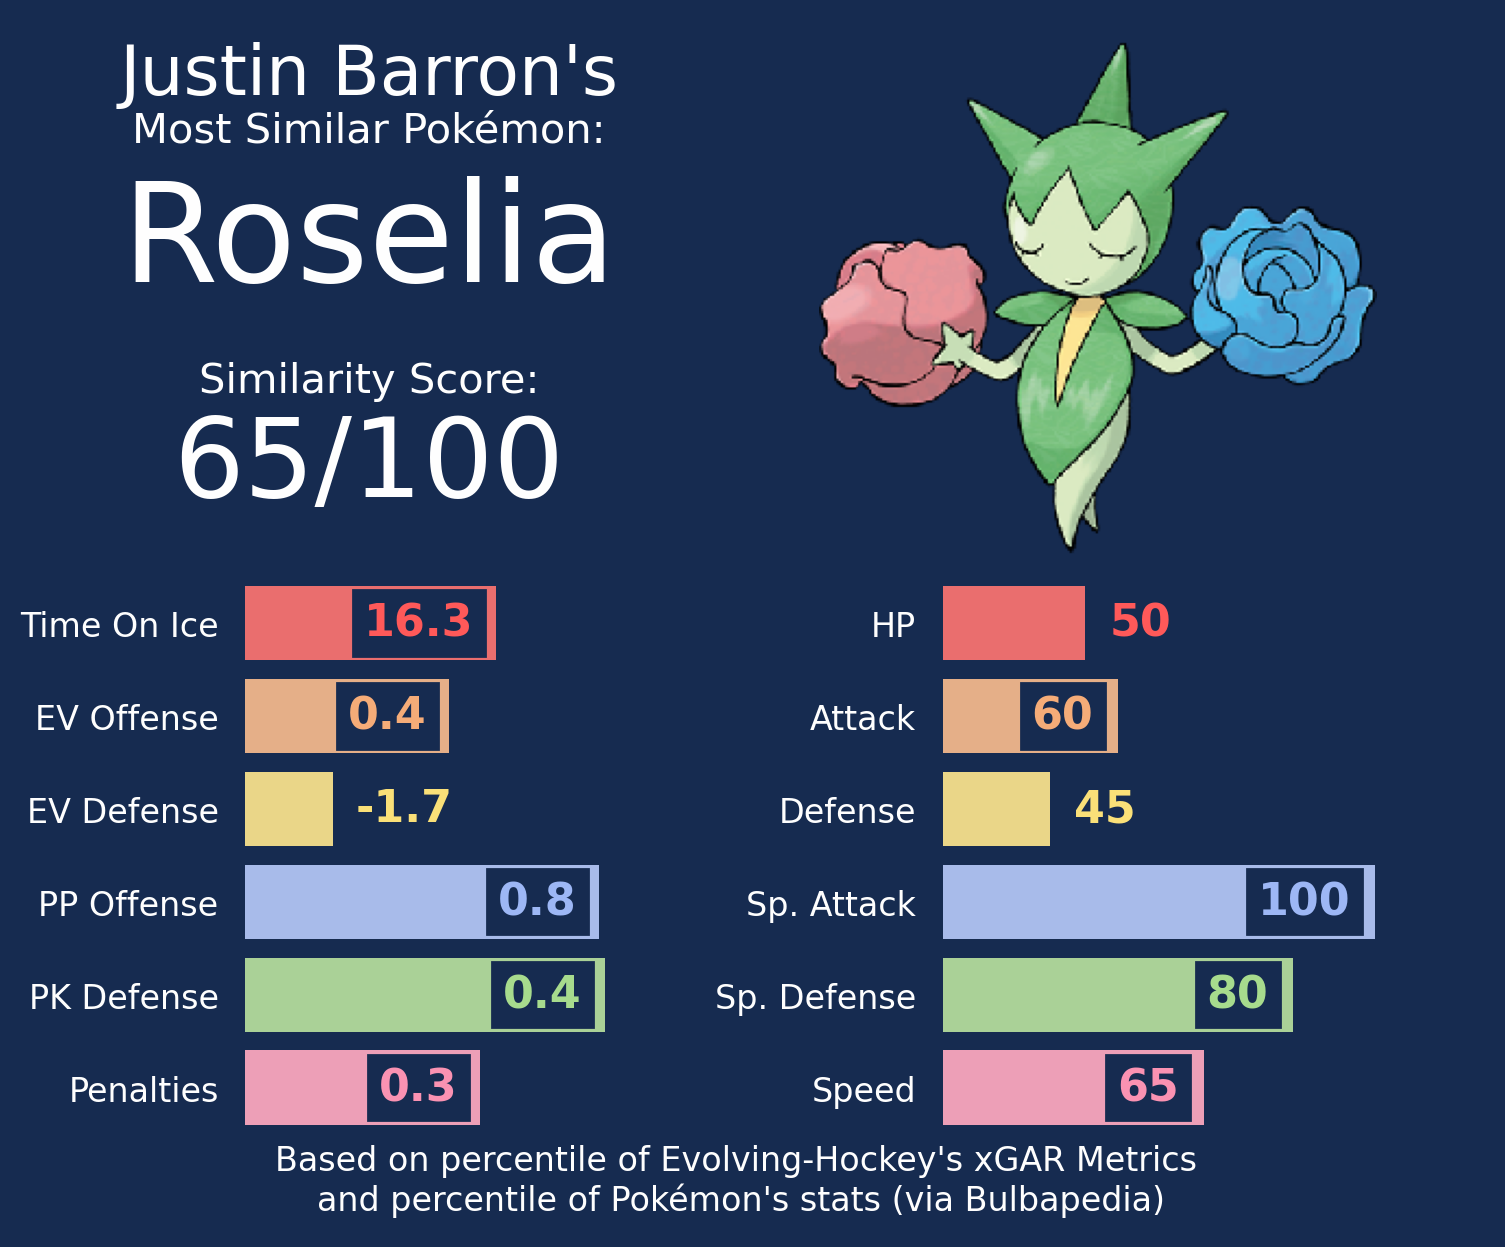 Justin Barron's
Most Similar Pokémon:
Roselia
Similarity Score:
65/100
Time On Ice 16.3
EV Offense 0.4
EV Defense -1.7
PP Offense 0.8
PK Defense 0.4
Penalties 0.3
HP 50
Attack 60
Defense 45
Sp. Attack 100
Sp. Defense 80
Speed 65
Based on percentile of Evolving-Hockey's xGAR Metrics
and percentile of Pokémon's stats (via Bulbapedia)